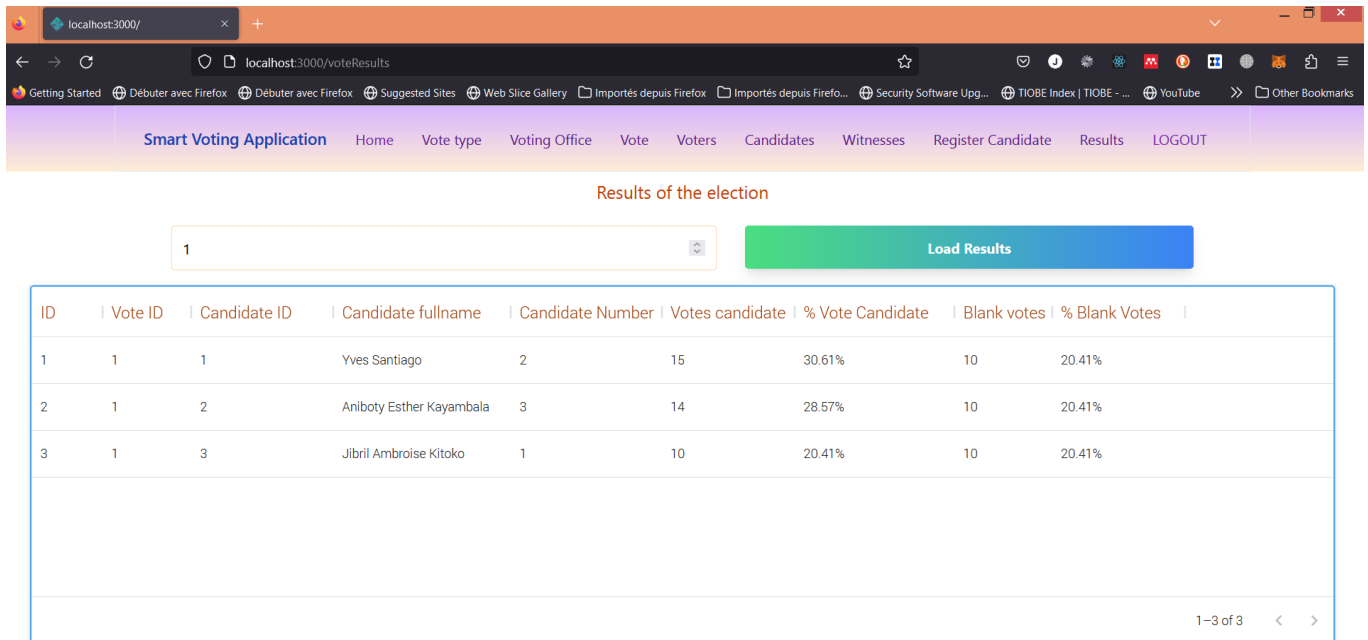 localhost:3000/
localhost:3000/voteResults
Getting Started Débuter avec Firefox Débuter avec Firefox Suggested Sites Web Slice Gallery Importés depuis Firefox Importés depuis Firefo... Security Software Upg... TIOBE Index | TIOBE - ... YouTube Other Bookmarks
Smart Voting Application Home Vote type Voting Office Vote Voters Candidates Witnesses Register Candidate Results LOGOUT
Results of the election
1 Load Results
ID Vote ID Candidate ID Candidate fullname Candidate Number Votes candidate % Vote Candidate Blank votes % Blank Votes
1 1 1 Yves Santiago 2 15 30.61% 10 20.41%
2 1 2 Aniboty Esther Kayambala 3 14 28.57% 10 20.41%
3 1 3 Jibril Ambroise Kitoko 1 10 20.41% 10 20.41%
1–3 of 3